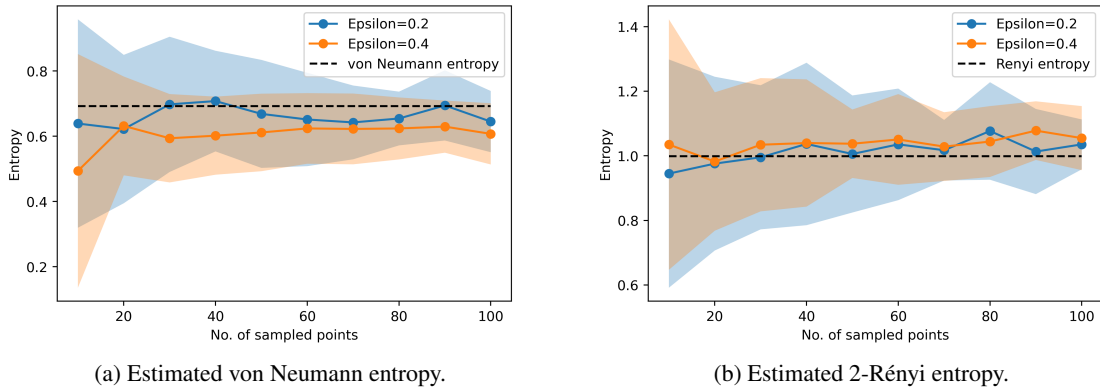 Epsilon=0.2
Epsilon=0.4
von Neumann entropy
0.8
0.6
0.4
0.2
Entropy
20
40
60
80
100
No. of sampled points
(a) Estimated von Neumann entropy.
Epsilon=0.2
Epsilon=0.4
Renyi entropy
1.4
1.2
1.0
0.8
0.6
Entropy
20
40
60
80
100
No. of sampled points
(b) Estimated 2-Rényi entropy.